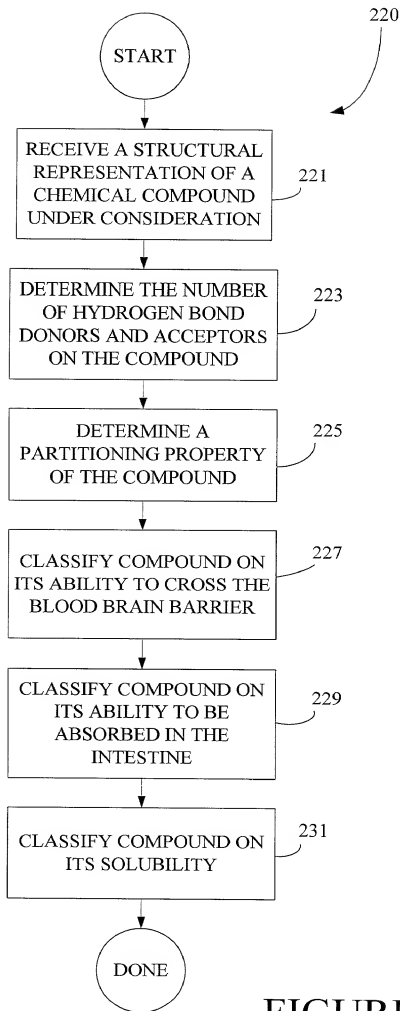 220
START
RECEIVE A STRUCTURAL
REPRESENTATION OF A
CHEMICAL COMPOUND
UNDER CONSIDERATION
221
DETERMINE THE NUMBER
OF HYDROGEN BOND
DONORS AND ACCEPTORS
ON THE COMPOUND
223
DETERMINE A
PARTITIONING PROPERTY
OF THE COMPOUND
225
CLASSIFY COMPOUND ON
ITS ABILITY TO CROSS THE
BLOOD BRAIN BARRIER
227
CLASSIFY COMPOUND ON
ITS ABILITY TO BE
ABSORBED IN THE
INTESTINE
229
CLASSIFY COMPOUND ON
ITS SOLUBILITY
231
DONE